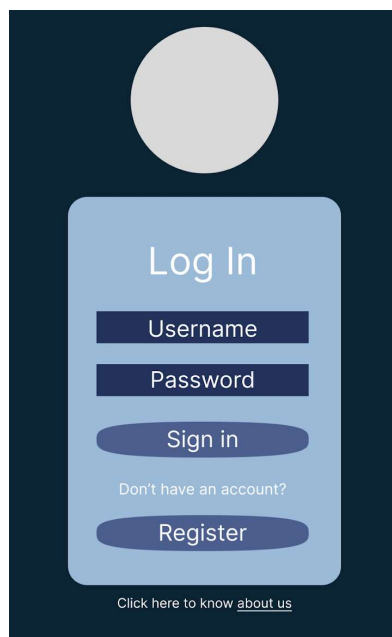 Log In
Username
Password
Sign in
Don’t have an account?
Register
Click here to know about us